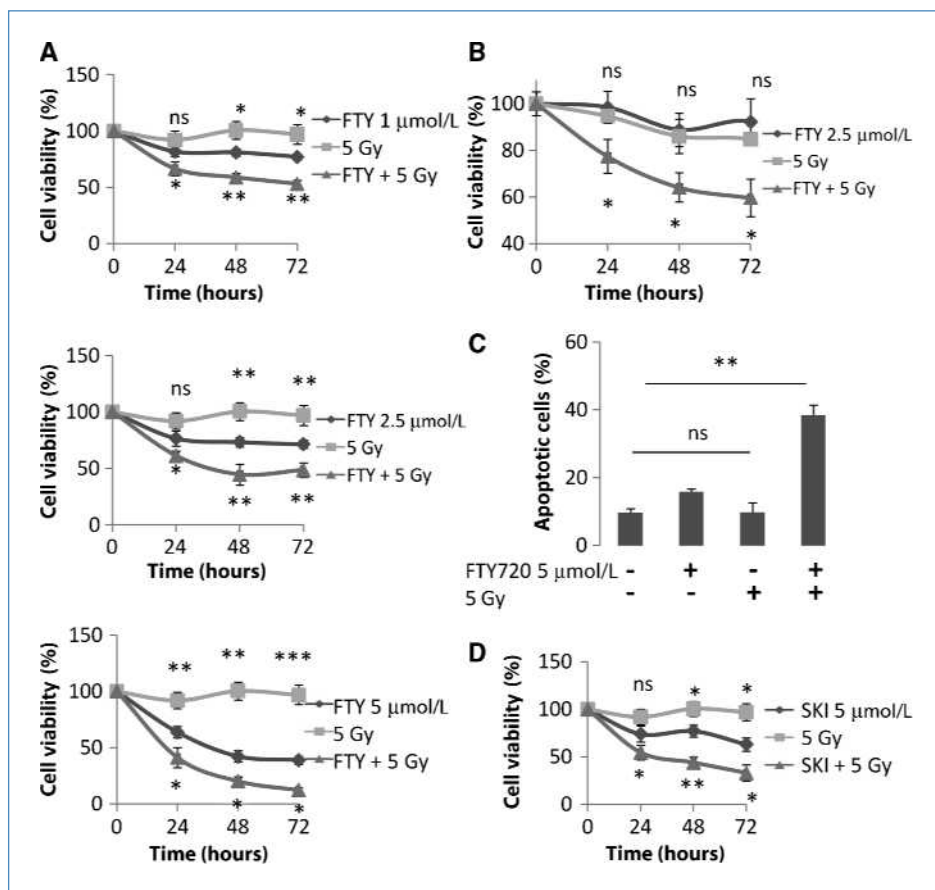 A
150
100
50
0
Cell viability (%)
ns * *
* ** **
FTY 1 μmol/L
5 Gy
FTY + 5 Gy
0 24 48 72
Time (hours)
150
100
50
0
Cell viability (%)
ns ** **
* ** **
FTY 2.5 μmol/L
5 Gy
FTY + 5 Gy
0 24 48 72
Time (hours)
150
100
50
0
Cell viability (%)
** ** ***
* * *
FTY 5 μmol/L
5 Gy
FTY + 5 Gy
0 24 48 72
Time (hours)
B
100
80
60
40
Cell viability (%)
ns ns ns
* * *
FTY 2.5 μmol/L
5 Gy
FTY + 5 Gy
0 24 48 72
Time (hours)
C
60
40
20
0
Apoptotic cells (%)
**
ns
FTY720 5 μmol/L - + - +
5 Gy - - + +
D
150
100
50
0
Cell viability (%)
ns * *
* ** *
SKI 5 μmol/L
5 Gy
SKI + 5 Gy
0 24 48 72
Time (hours)